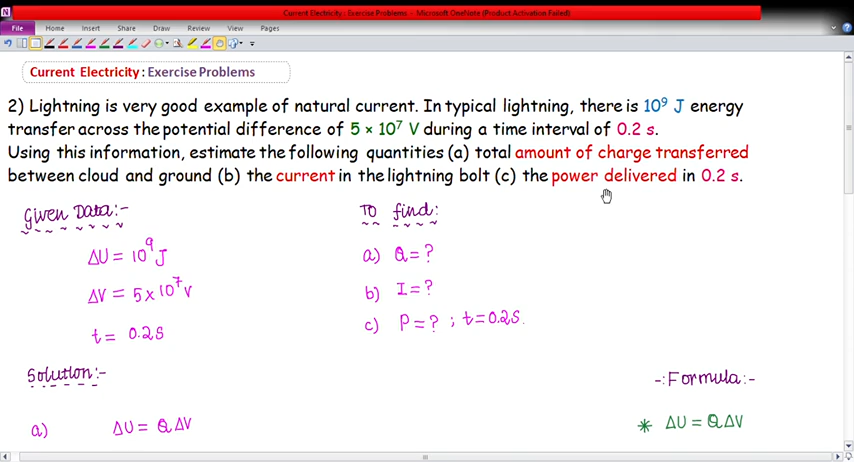 Current Electricity : Exercise Problems - Microsoft OneNote (Product Activation Failed)
File Home Insert Share Draw Review View Pages
Current Electricity : Exercise Problems
2) Lightning is very good example of natural current. In typical lightning, there is 10⁹ J energy
transfer across the potential difference of 5 × 10⁷ V during a time interval of 0.2 s.
Using this information, estimate the following quantities (a) total amount of charge transferred
between cloud and ground (b) the current in the lightning bolt (c) the power delivered in 0.2 s.
Given Data:-
To find:
ΔU = 10⁹ J
a) Q = ?
ΔV = 5 x 10⁷ V
b) I = ?
t = 0.2 S
c) P = ? ; t = 0.2 S.
Solution:-
-: Formula:-
a) ΔU = Q ΔV
* ΔU = Q ΔV